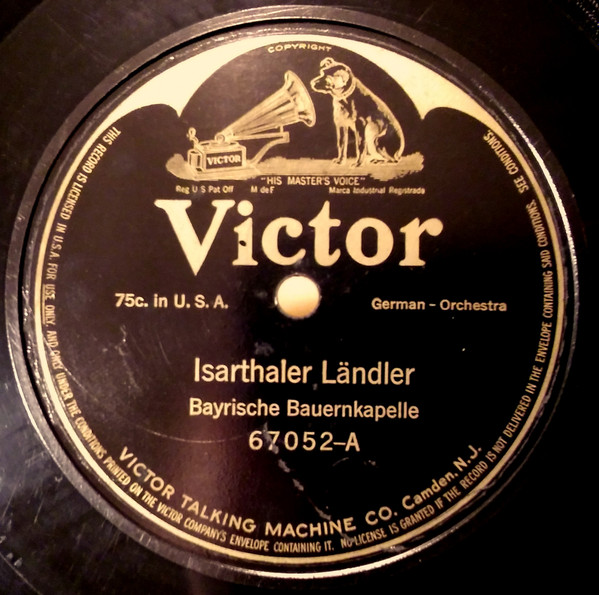 COPYRIGHT
VICTOR
"HIS MASTER'S VOICE"
Reg U S Pat Off M de F Marca Industrial Registrada
Victor
75c. in U. S. A. German - Orchestra
Isarthaler Ländler
Bayrische Bauernkapelle
67052-A
VICTOR TALKING MACHINE CO. Camden, N. J.
THIS RECORD IS LICENSED IN U.S.A. FOR USE ONLY, AND ONLY UNDER THE CONDITIONS PRINTED ON THE VICTOR COMPANY'S ENVELOPE CONTAINING IT. NO LICENSE IS GRANTED IF THE RECORD IS NOT DELIVERED IN THE ENVELOPE CONTAINING SAID CONDITIONS. SEE CONDITIONS.